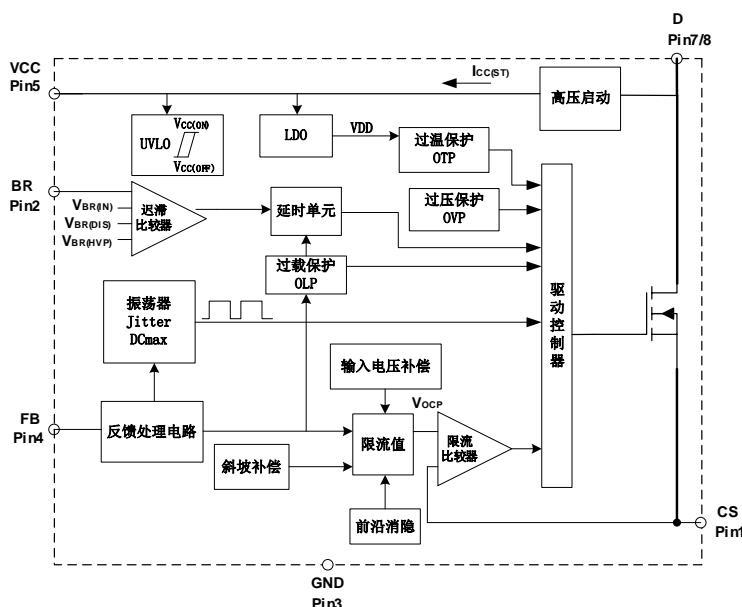 D
Pin7/8
VCC
Pin5
ICC(ST)
高压启动
UVLO
VCC(ON)
VCC(OFF)
LDO
VDD
过温保护
OTP
BR
Pin2
VBR(IN)
VBR(DIS)
VBR(HVP)
迟滞
比较器
延时单元
过压保护
OVP
过载保护
OLP
振荡器
Jitter
DCmax
驱动控制器
输入电压补偿
FB
Pin4
反馈处理电路
VOCP
限流值
限流
比较器
斜坡补偿
前沿消隐
CS
Pin1
GND
Pin3